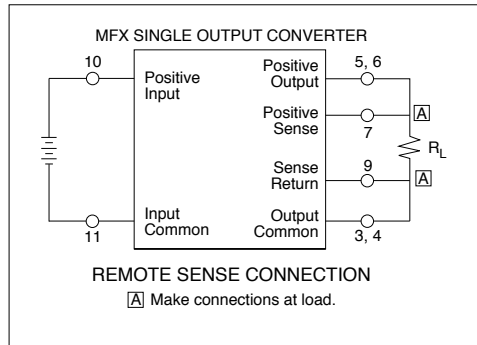 MFX SINGLE OUTPUT CONVERTER
10
Positive
Input
Positive
Output
5, 6
Positive
Sense
7
A
RL
Sense
Return
9
A
Input
Common
11
Output
Common
3, 4
REMOTE SENSE CONNECTION
A Make connections at load.